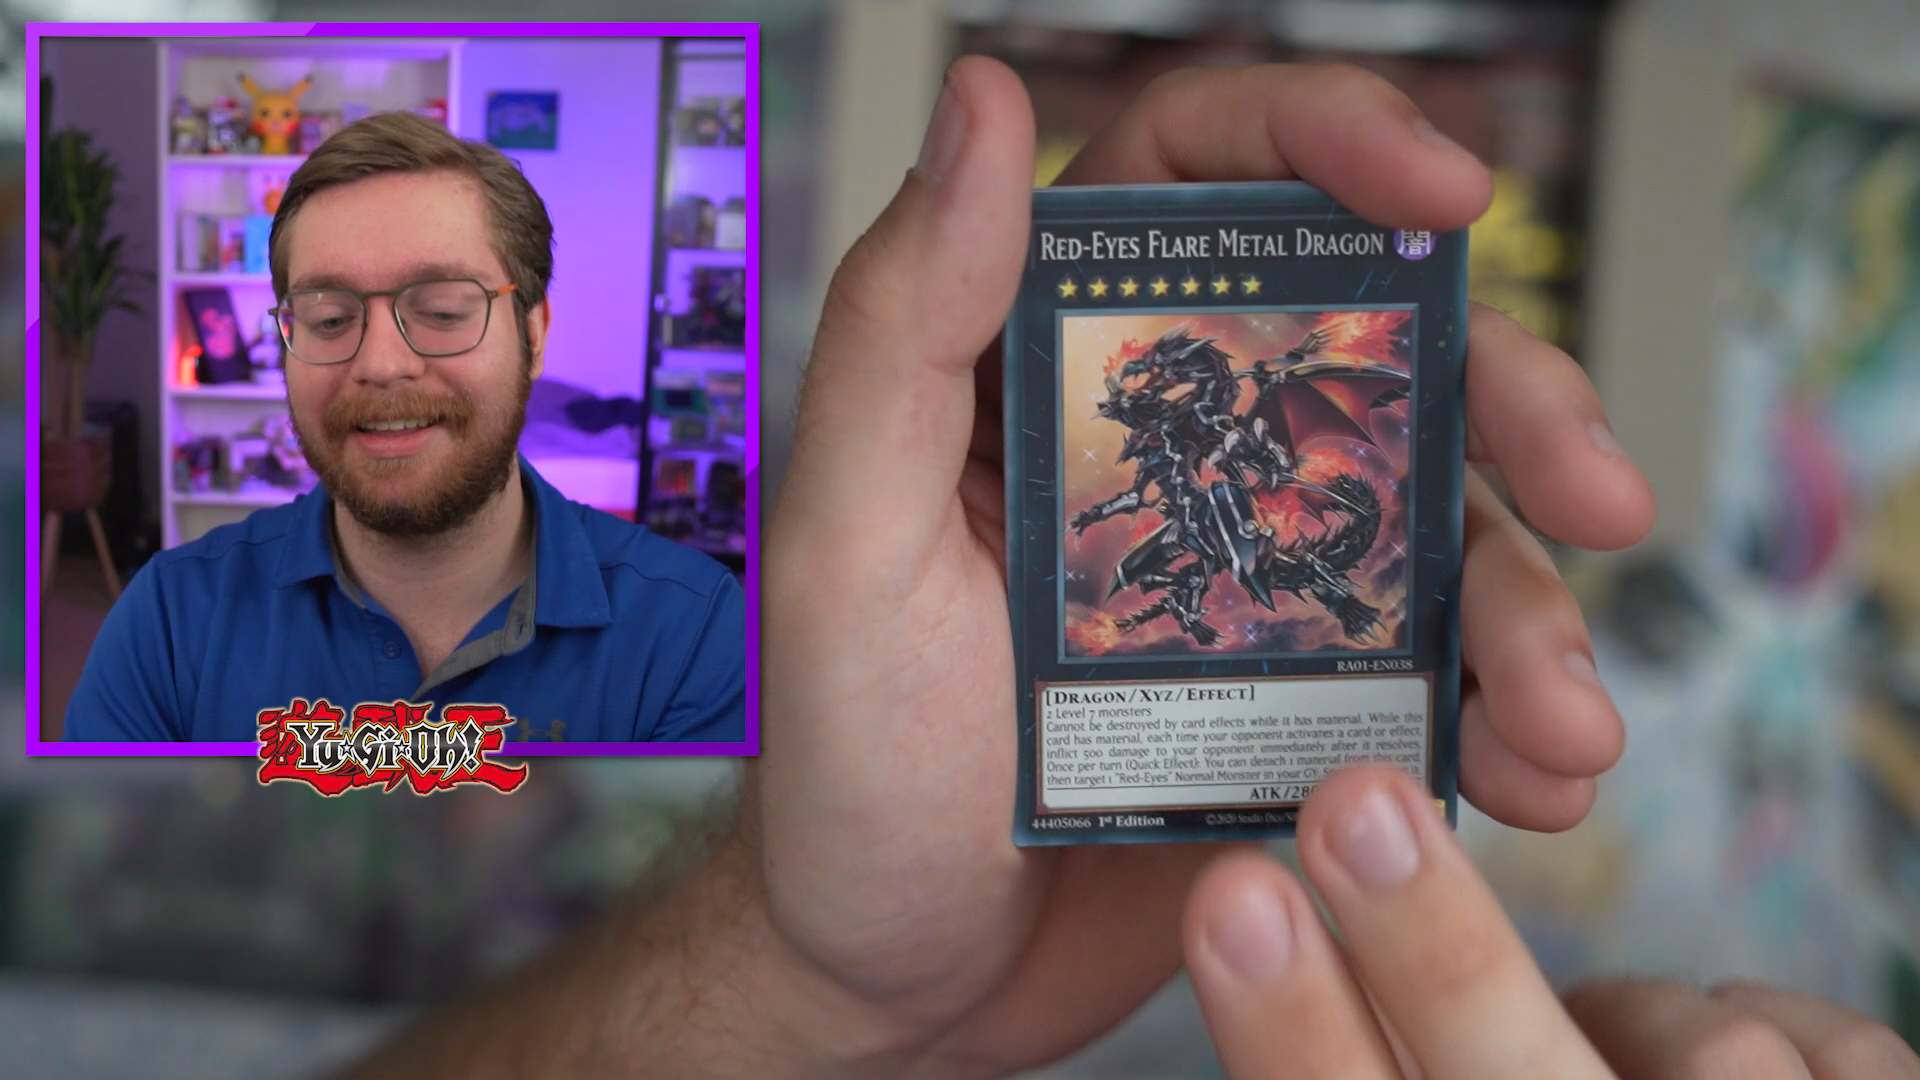 遊戯王
Yu-Gi-Oh!
RED-EYES FLARE METAL DRAGON 闇
RA01-EN038
[DRAGON/XYZ/EFFECT]
2 Level 7 monsters
Cannot be destroyed by card effects while it has material. While this
card has material, each time your opponent activates a card or effect,
inflict 500 damage to your opponent immediately after it resolves.
Once per turn (Quick Effect): You can detach 1 material from this card,
then target 1 "Red-Eyes" Normal Monster in your GY
ATK/280
44405066 1st Edition ©2020 Studio Dice